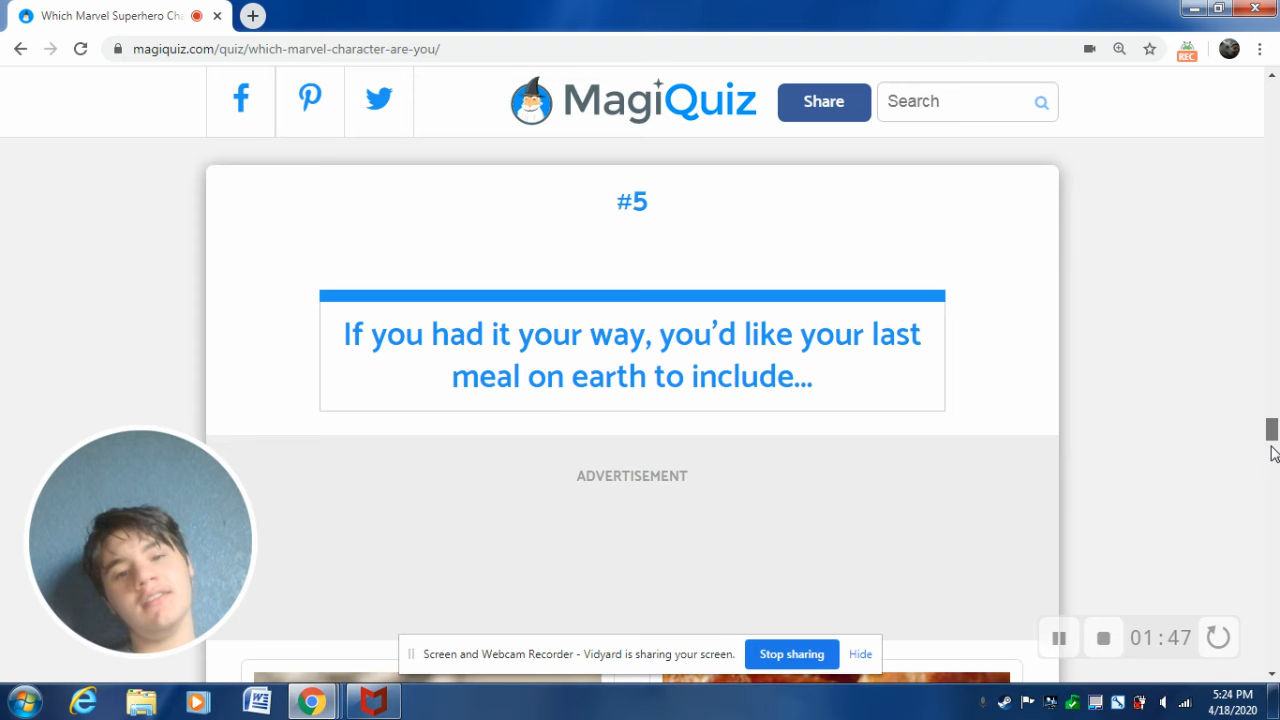 Which Marvel Superhero Cha
magiquiz.com/quiz/which-marvel-character-are-you/
REC
MagiQuiz
Share
Search
#5
If you had it your way, you'd like your last
meal on earth to include...
ADVERTISEMENT
01:47
Screen and Webcam Recorder - Vidyard is sharing your screen.
Stop sharing
Hide
5:24 PM
4/18/2020